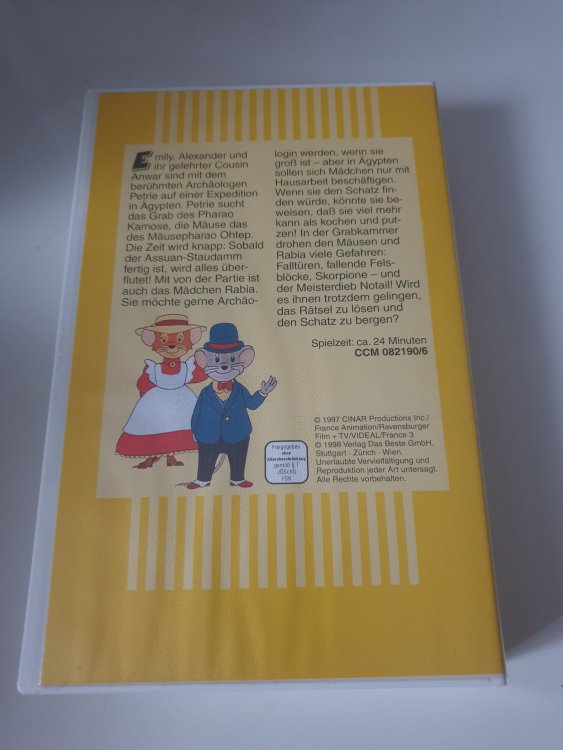 Emily, Alexander und
ihr gelehrter Cousin
Anwar sind mit dem
berühmten Archäologen
Petrie auf einer Expedition
in Ägypten. Petrie sucht
das Grab des Pharao
Kamose, die Mäuse das
des Mäusepharao Ohtep.
Die Zeit wird knapp: Sobald
der Assuan-Staudamm
fertig ist, wird alles über-
flutet! Mit von der Partie ist
auch das Mädchen Rabia.
Sie möchte gerne Archäo-
login werden, wenn sie
groß ist – aber in Ägypten
sollen sich Mädchen nur mit
Hausarbeit beschäftigen.
Wenn sie den Schatz fin-
den würde, könnte sie be-
weisen, daß sie viel mehr
kann als kochen und put-
zen! In der Grabkammer
drohen den Mäusen und
Rabia viele Gefahren:
Falltüren, fallende Fels-
blöcke, Skorpione – und
der Meisterdieb Notail! Wird
es ihnen trotzdem gelingen,
das Rätsel zu lösen und
den Schatz zu bergen?
Spielzeit: ca. 24 Minuten
CCM 082190/6
© 1997 CINAR Productions Inc./
France Animation/Ravensburger
Film + TV/VIDEAL/France 3
© 1998 Verlag Das Beste GmbH,
Stuttgart · Zürich · Wien.
Unerlaubte Vervielfältigung und
Reproduktion jeder Art untersagt.
Alle Rechte vorbehalten.
Freigegeben
ohne
Altersbeschränkung
gemäß § 7
JÖSchG
FSK